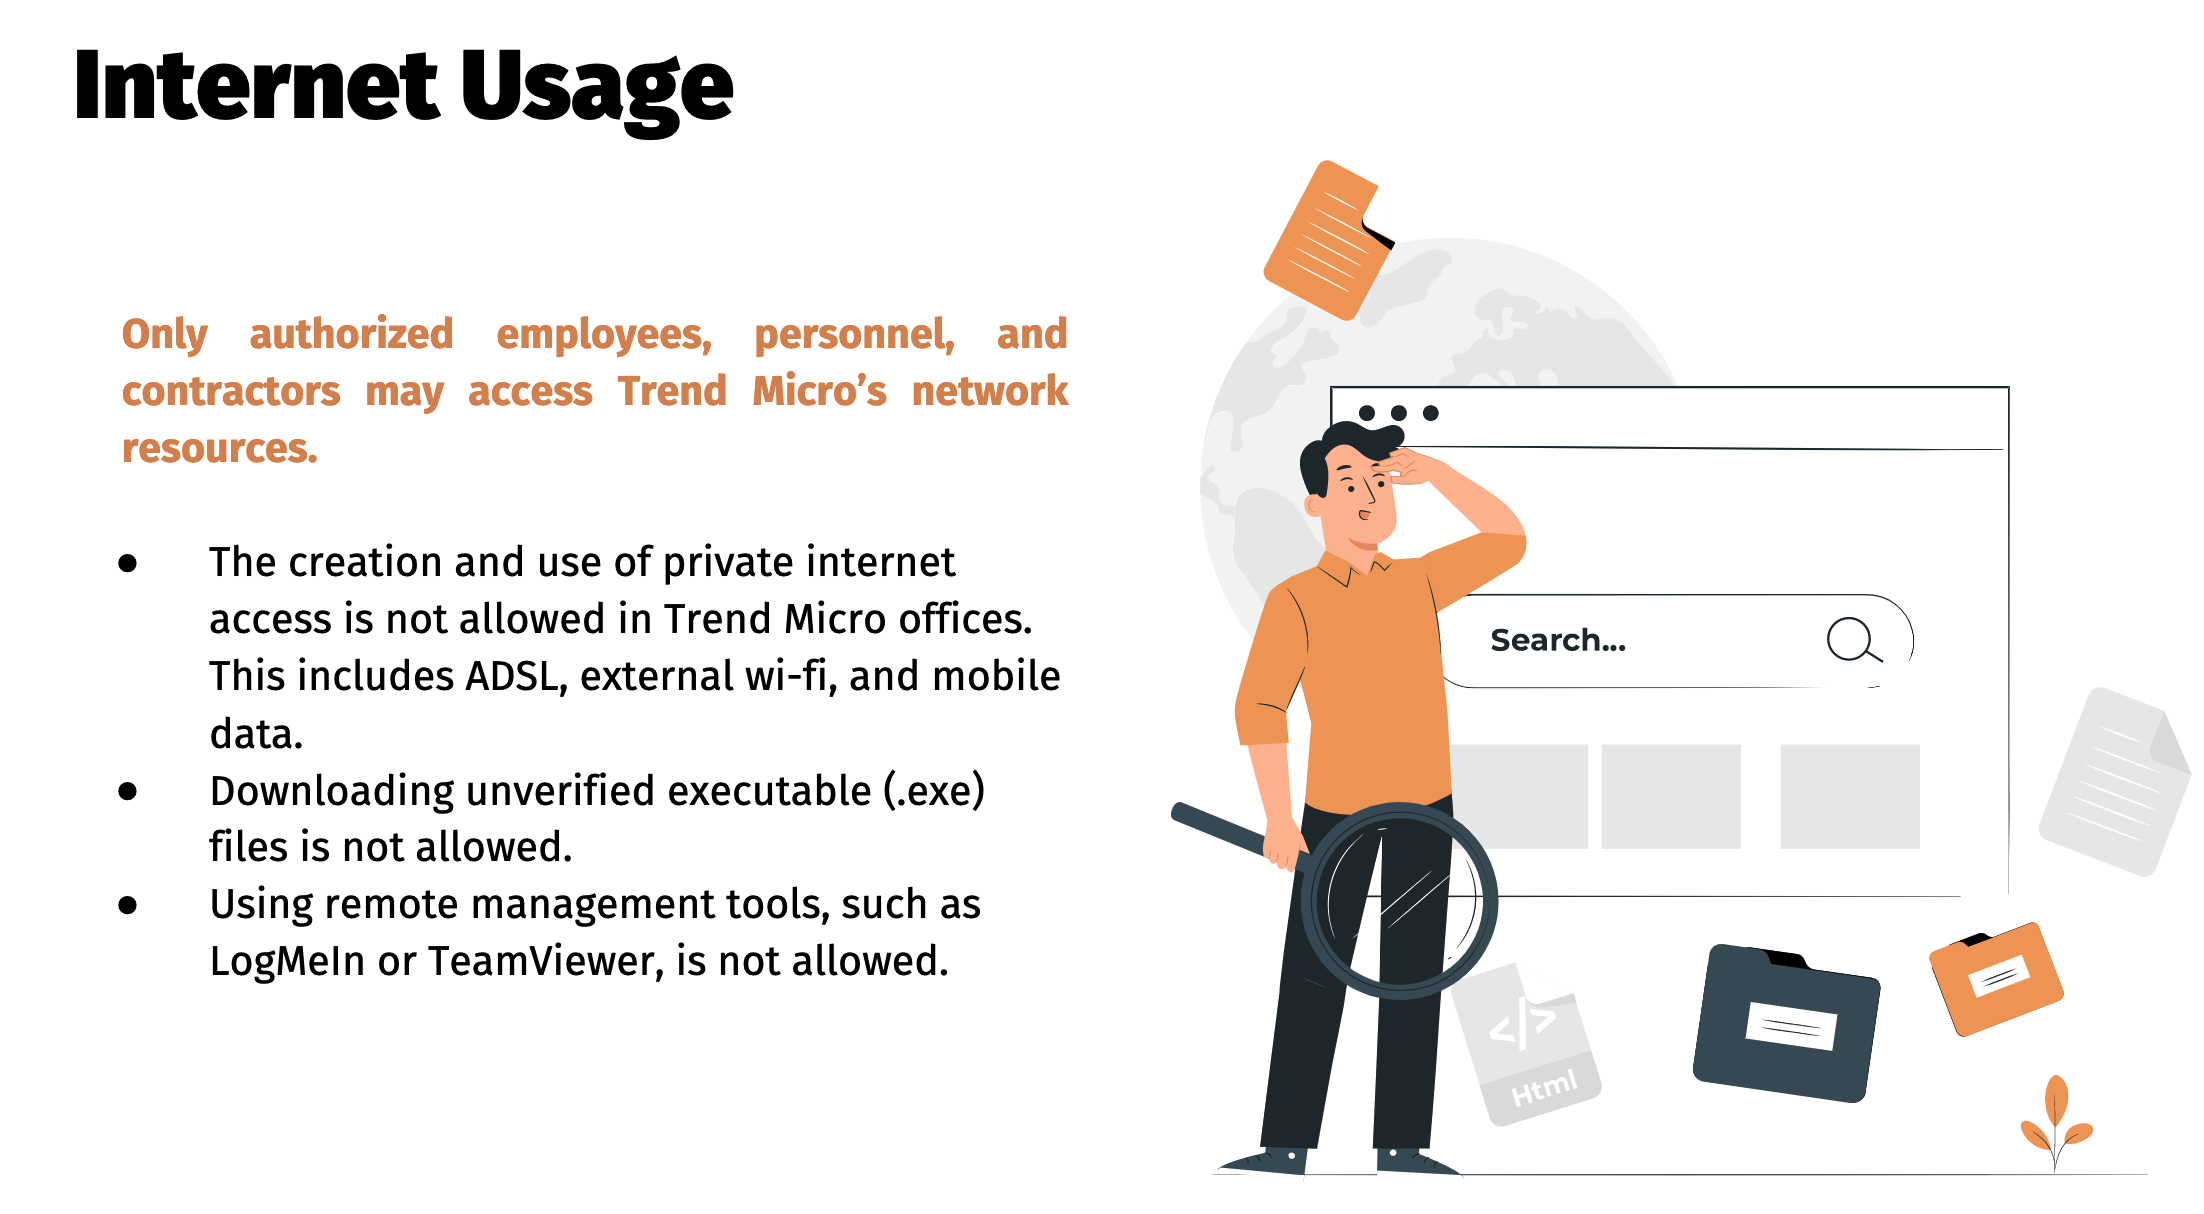 Internet Usage
Only authorized employees, personnel, and
contractors may access Trend Micro’s network
resources.
● The creation and use of private internet
access is not allowed in Trend Micro offices.
This includes ADSL, external wi-fi, and mobile
data.
● Downloading unverified executable (.exe)
files is not allowed.
● Using remote management tools, such as
LogMeIn or TeamViewer, is not allowed.
Search...
</>
Html